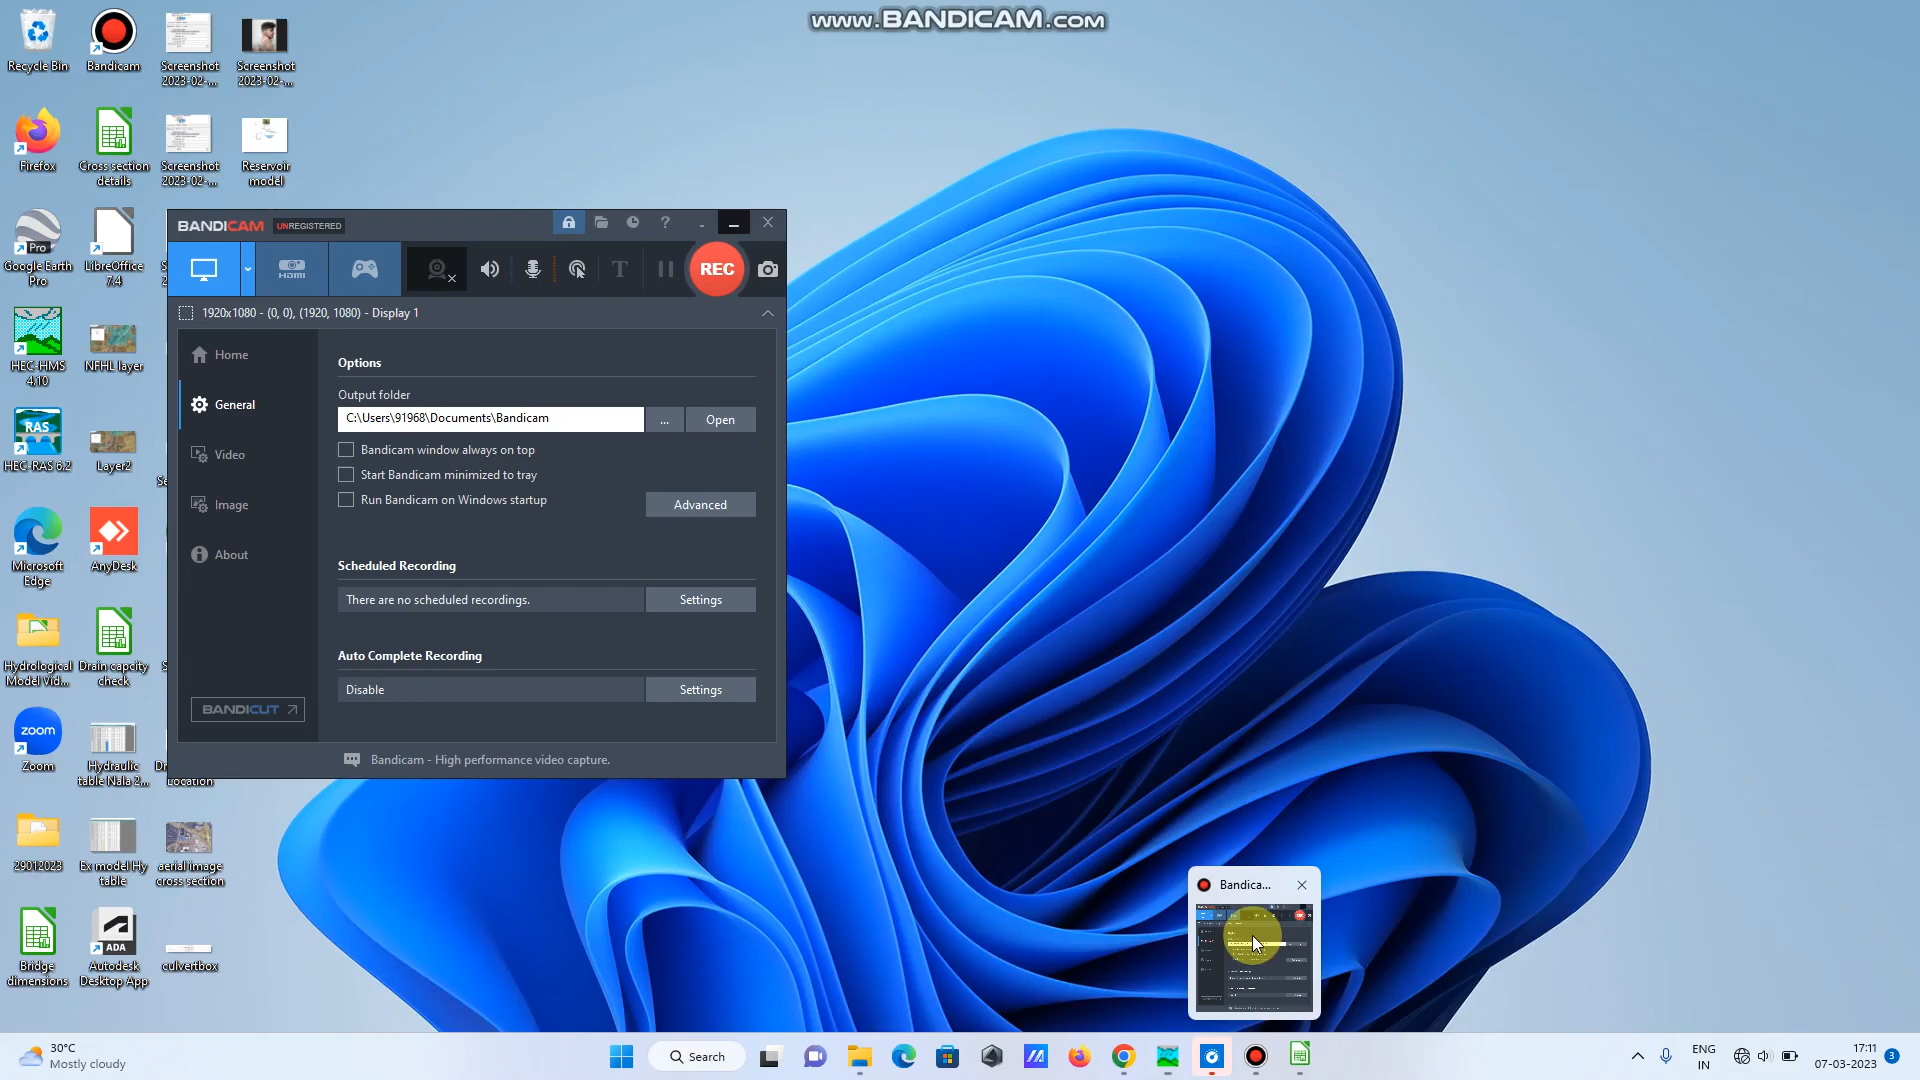 www.BANDICAM.com
Recycle Bin
Bandicam
Screenshot
2023-02-...
Screenshot
2023-02-...
Firefox
Cross section
details
Screenshot
2023-02-...
Reservoir
model
Pro
Google Earth
Pro
LibreOffice
7.4
HEC-HMS
4.10
NFHL layer
RAS
HEC-RAS 6.2
Layer2
Microsoft
Edge
AnyDesk
Hydrological
Model Vid...
Drain capcity
check
zoom
Zoom
Hydraulic
table Nala 2...
Location
29012023
Ex model Hy
table
aerial image
cross section
Bridge
dimensions
ADA
Autodesk
Desktop App
culvertbox
BANDICAM UNREGISTERED
HDMI
T
REC
1920x1080 - (0, 0), (1920, 1080) - Display 1
Home
General
Video
Image
About
BANDICUT
Options
Output folder
C:\Users\91968\Documents\Bandicam
...
Open
Bandicam window always on top
Start Bandicam minimized to tray
Run Bandicam on Windows startup
Advanced
Scheduled Recording
There are no scheduled recordings.
Settings
Auto Complete Recording
Disable
Settings
Bandicam - High performance video capture.
Bandica...
30°C
Mostly cloudy
Search
ENG
IN
17:11
07-03-2023
3